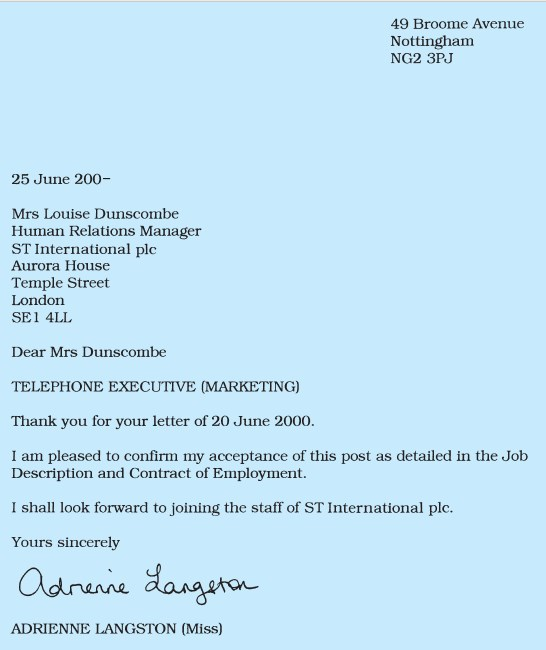 49 Broome Avenue
Nottingham
NG2 3PJ
25 June 200–
Mrs Louise Dunscombe
Human Relations Manager
ST International plc
Aurora House
Temple Street
London
SE1 4LL
Dear Mrs Dunscombe
TELEPHONE EXECUTIVE (MARKETING)
Thank you for your letter of 20 June 2000.
I am pleased to confirm my acceptance of this post as detailed in the Job
Description and Contract of Employment.
I shall look forward to joining the staff of ST International plc.
Yours sincerely
Adrienne Langston
ADRIENNE LANGSTON (Miss)